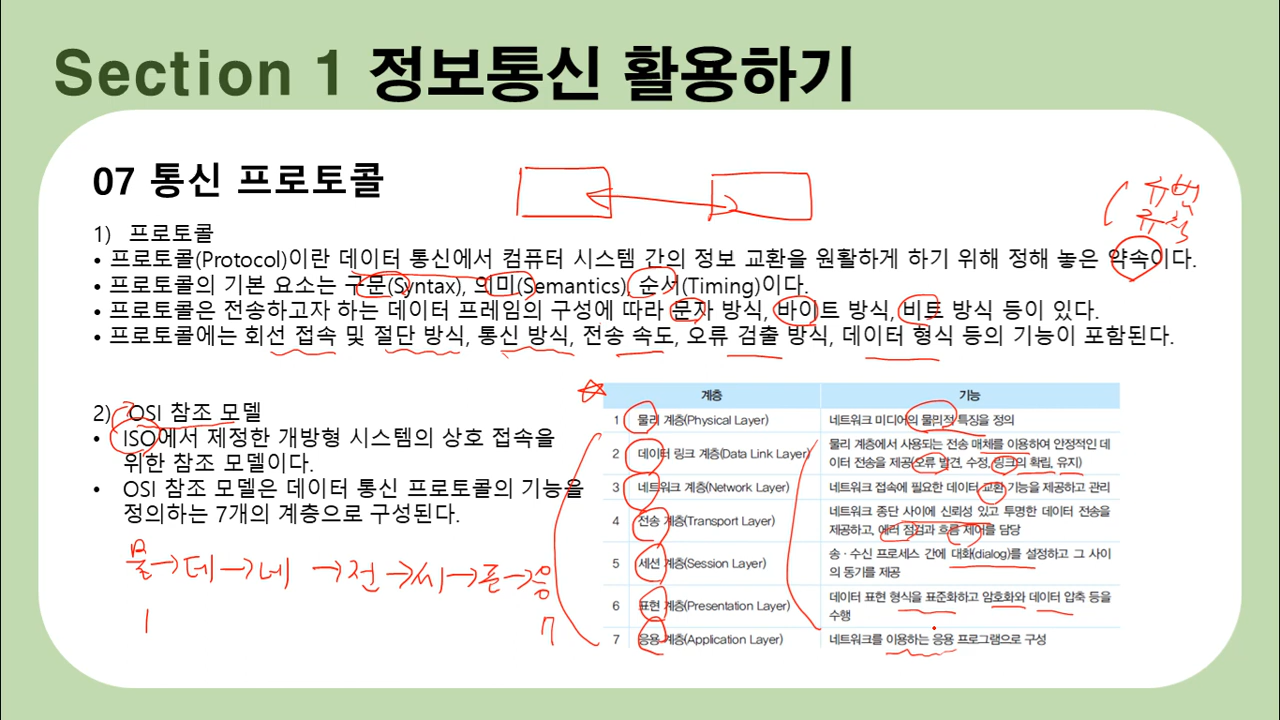 Section 1 정보통신 활용하기
07 통신 프로토콜
규범
규칙
1) 프로토콜
• 프로토콜(Protocol)이란 데이터 통신에서 컴퓨터 시스템 간의 정보 교환을 원활하게 하기 위해 정해 놓은 약속이다.
• 프로토콜의 기본 요소는 구문(Syntax), 의미(Semantics), 순서(Timing)이다.
• 프로토콜은 전송하고자 하는 데이터 프레임의 구성에 따라 문자 방식, 바이트 방식, 비트 방식 등이 있다.
• 프로토콜에는 회선 접속 및 절단 방식, 통신 방식, 전송 속도, 오류 검출 방식, 데이터 형식 등의 기능이 포함된다.
2) OSI 참조 모델
• ISO에서 제정한 개방형 시스템의 상호 접속을
위한 참조 모델이다.
• OSI 참조 모델은 데이터 통신 프로토콜의 기능을
정의하는 7개의 계층으로 구성된다.
물→데→네→전→씨→프→응
1 7
계층 기능
1 물리 계층(Physical Layer) 네트워크 미디어의 물리적 특징을 정의
2 데이터 링크 계층(Data Link Layer) 물리 계층에서 사용되는 전송 매체를 이용하여 안정적인 데
이터 전송을 제공(오류 발견, 수정, 링크의 확립, 유지)
3 네트워크 계층(Network Layer) 네트워크 접속에 필요한 데이터 교환 기능을 제공하고 관리
4 전송 계층(Transport Layer) 네트워크 종단 사이에 신뢰성 있고 투명한 데이터 전송을
제공하고, 에러 점검과 흐름 제어를 담당
5 세션 계층(Session Layer) 송·수신 프로세스 간에 대화(dialog)를 설정하고 그 사이
의 동기를 제공
6 표현 계층(Presentation Layer) 데이터 표현 형식을 표준화하고 암호화와 데이터 압축 등을
수행
7 응용 계층(Application Layer) 네트워크를 이용하는 응용 프로그램으로 구성